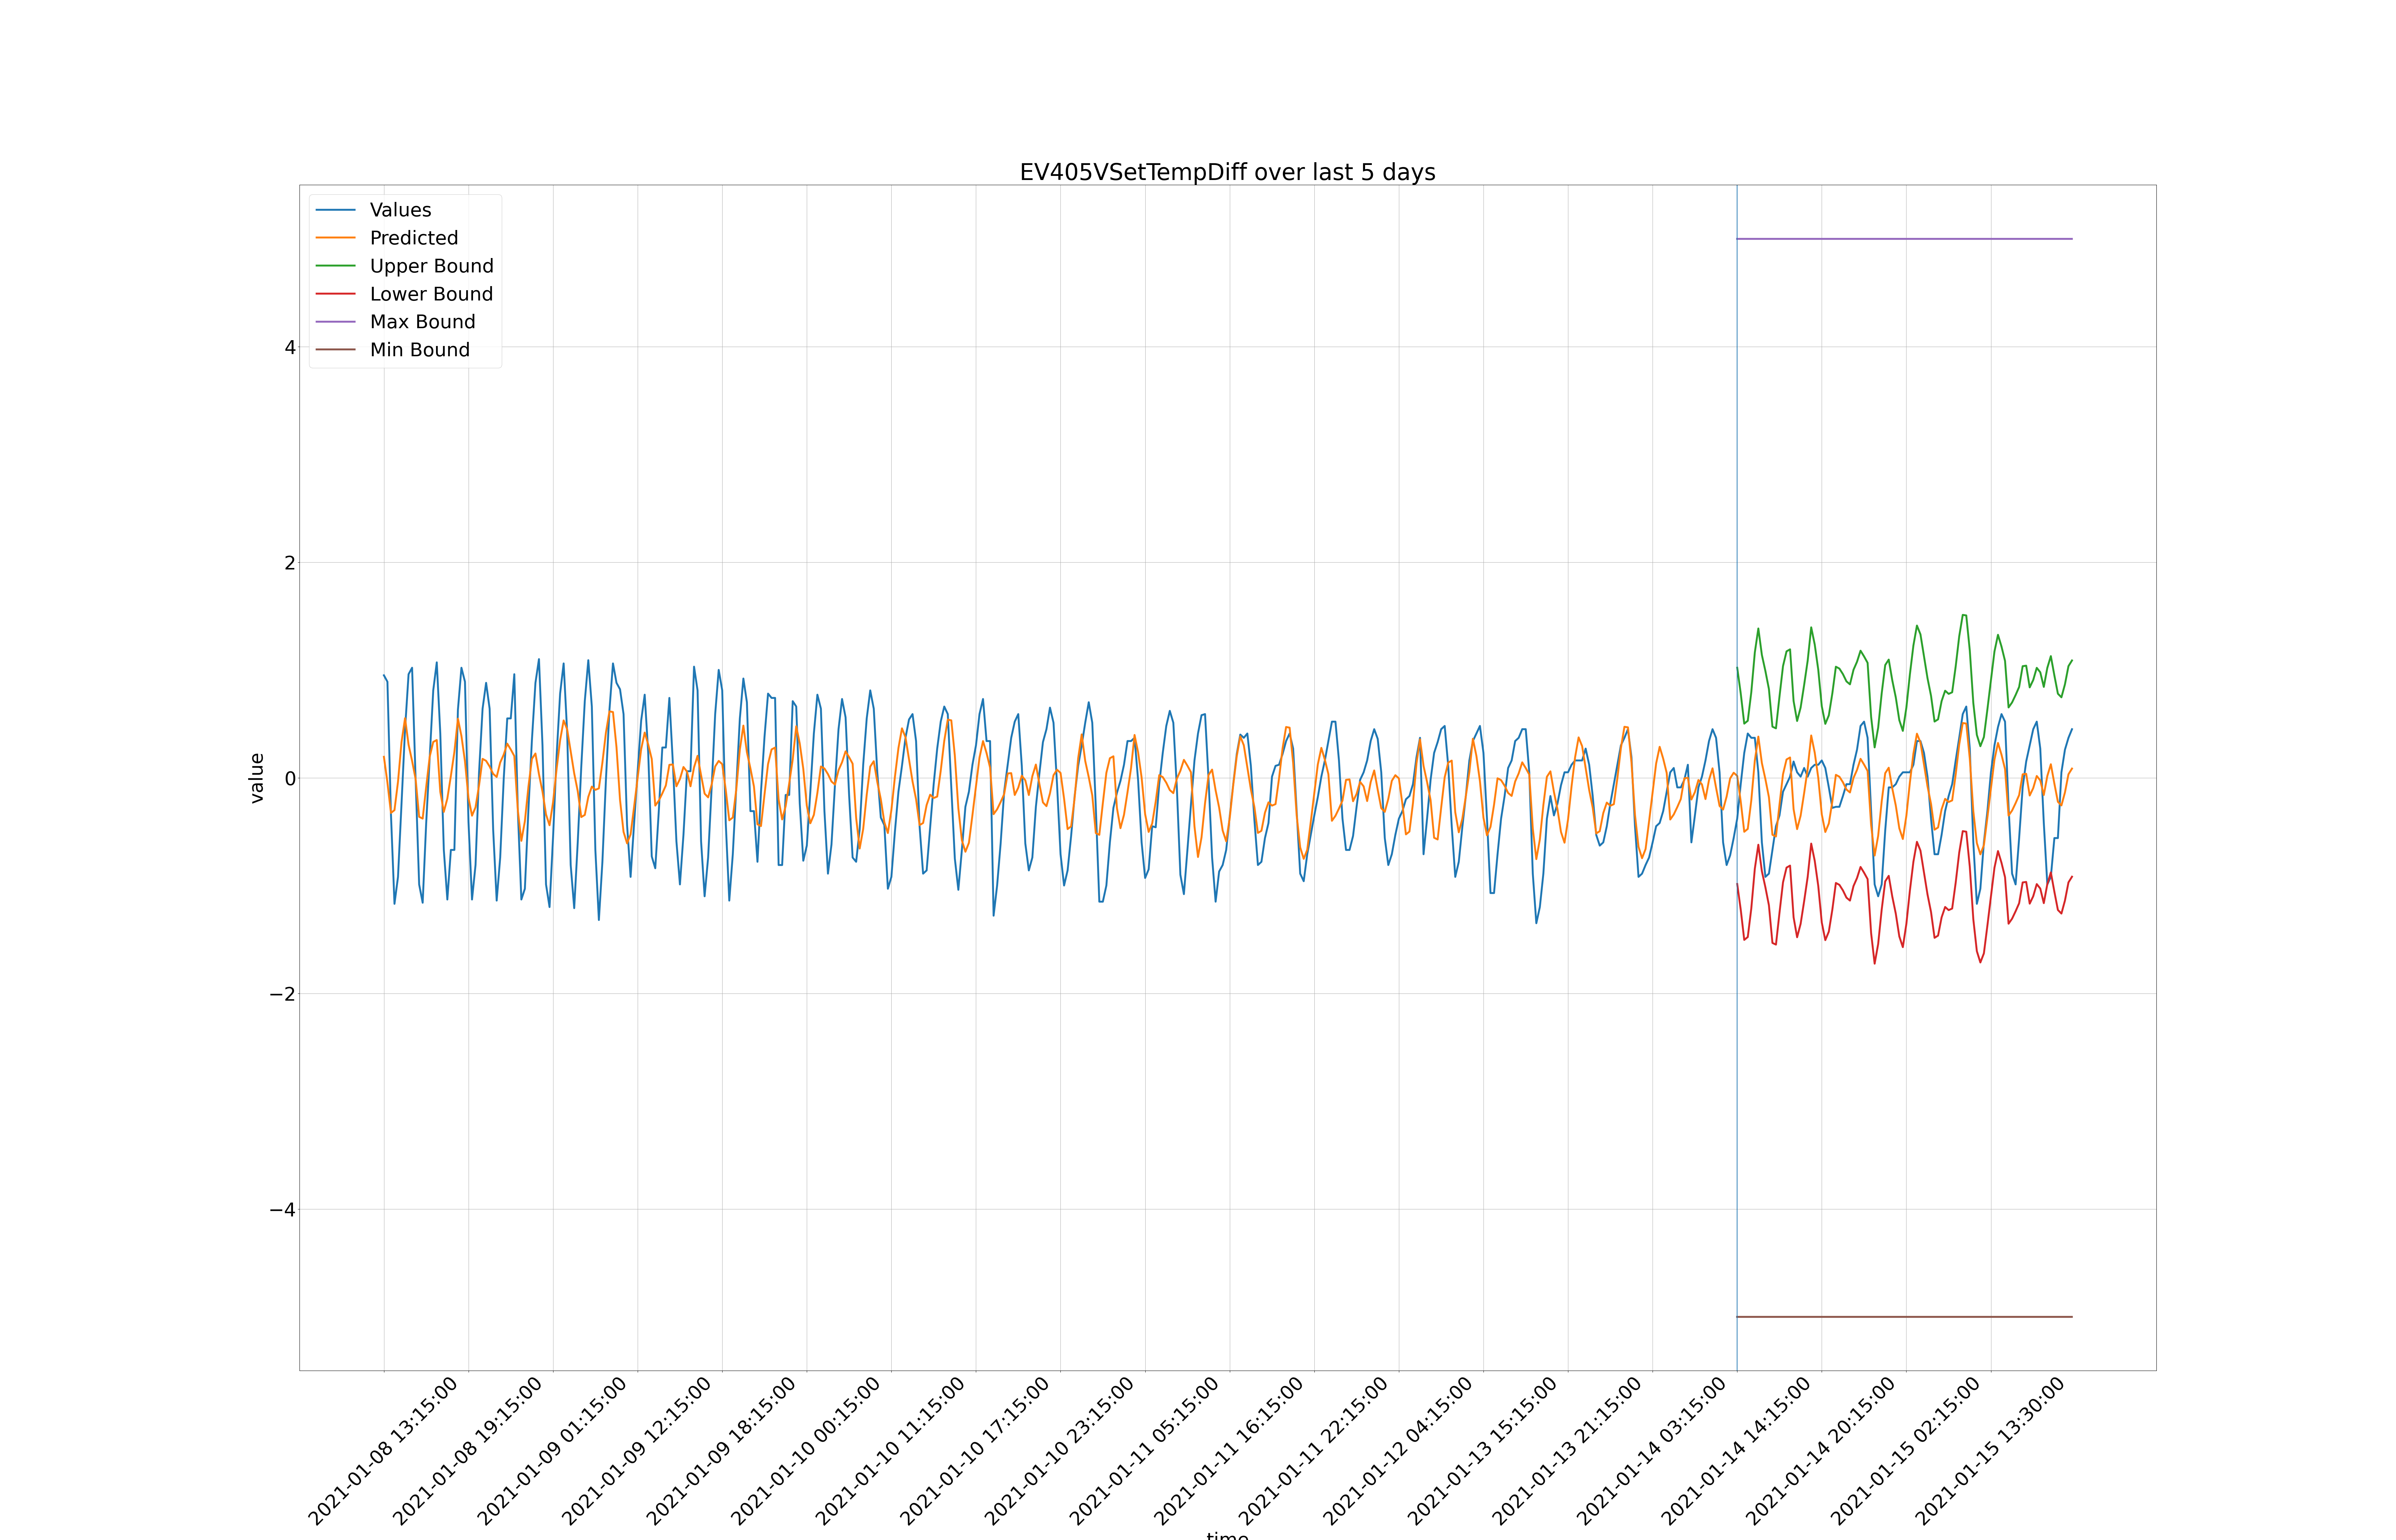 EV405VSetTempDiff over last 5 days
Values
Predicted
Upper Bound
Lower Bound
Max Bound
Min Bound
value
4
2
0
−2
−4
2021-01-08 13:15:00
2021-01-08 19:15:00
2021-01-09 01:15:00
2021-01-09 12:15:00
2021-01-09 18:15:00
2021-01-10 00:15:00
2021-01-10 11:15:00
2021-01-10 17:15:00
2021-01-10 23:15:00
2021-01-11 05:15:00
2021-01-11 16:15:00
2021-01-11 22:15:00
2021-01-12 04:15:00
2021-01-13 15:15:00
2021-01-13 21:15:00
2021-01-14 03:15:00
2021-01-14 14:15:00
2021-01-14 20:15:00
2021-01-15 02:15:00
2021-01-15 13:30:00
time